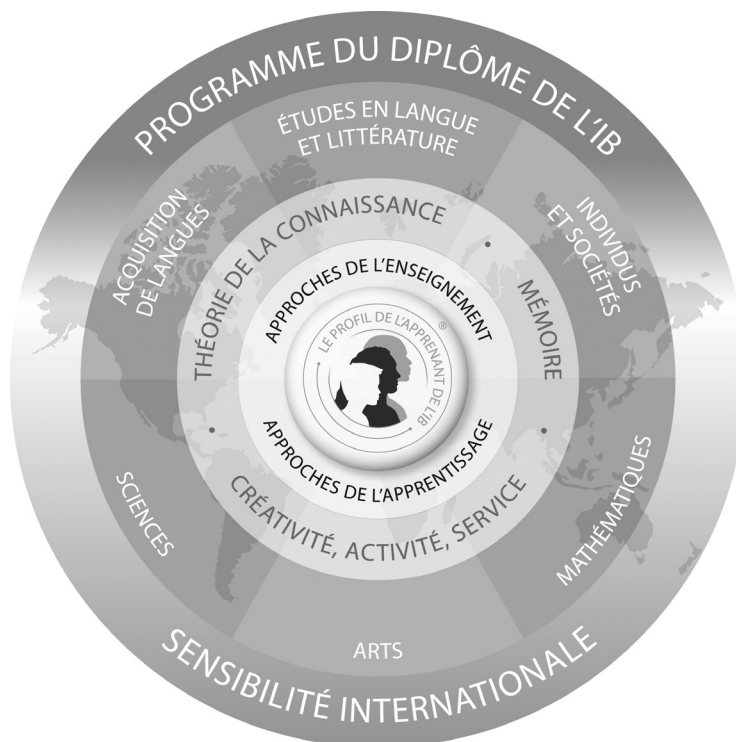 PROGRAMME DU DIPLÔME DE L'IB
ÉTUDES EN LANGUE
ET LITTÉRATURE
ACQUISITION
DE LANGUES
INDIVIDUS
ET SOCIÉTÉS
THÉORIE DE LA CONNAISSANCE
MÉMOIRE
APPROCHES DE L'ENSEIGNEMENT
LE PROFIL DE L'APPRENANT DE L'IB
®
APPROCHES DE L'APPRENTISSAGE
CRÉATIVITÉ, ACTIVITÉ, SERVICE
SCIENCES
MATHÉMATIQUES
ARTS
SENSIBILITÉ INTERNATIONALE